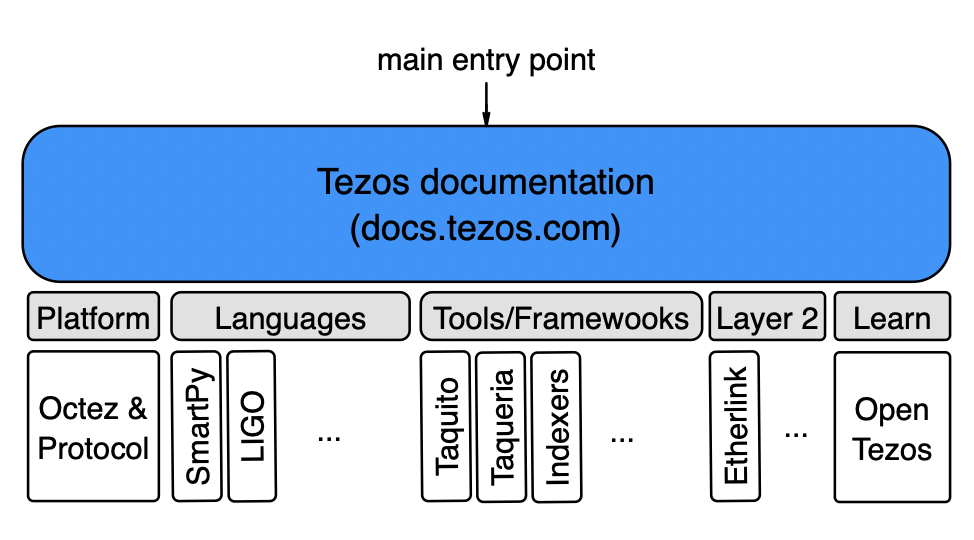 main entry point
Tezos documentation
(docs.tezos.com)
Platform
Languages
Tools/Framewooks
Layer 2
Learn
Octez &
Protocol
SmartPy
LIGO
...
Taquito
Taqueria
Indexers
...
Etherlink
...
Open
Tezos